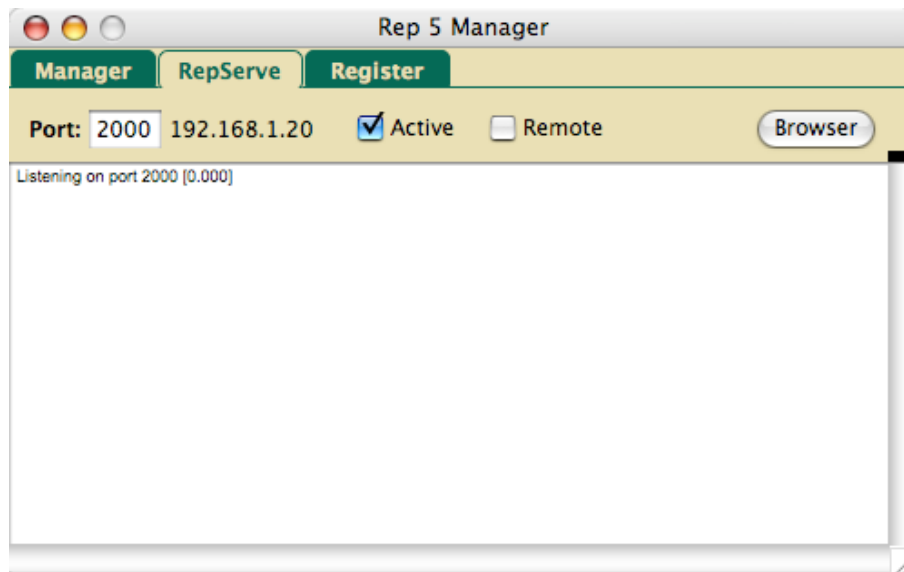 Rep 5 Manager
Manager RepServe Register
Port: 2000 192.168.1.20 Active Remote Browser
Listening on port 2000 [0.000]